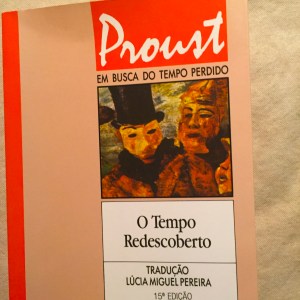 Proust
EM BUSCA DO TEMPO PERDIDO
O Tempo
Redescoberto
TRADUÇÃO
LÚCIA MIGUEL PEREIRA
15ª EDIÇÃO